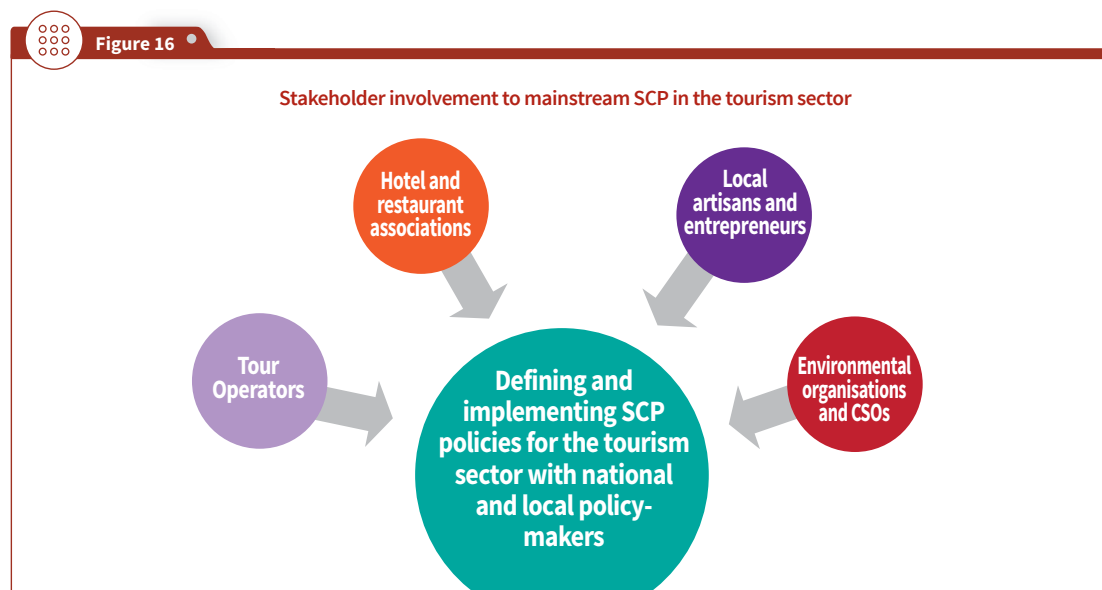 Figure 16
Stakeholder involvement to mainstream SCP in the tourism sector
Hotel and
restaurant
associations
Local
artisans and
entrepreneurs
Tour
Operators
Environmental
organisations
and CSOs
Defining and
implementing SCP
policies for the tourism
sector with national
and local policy-
makers